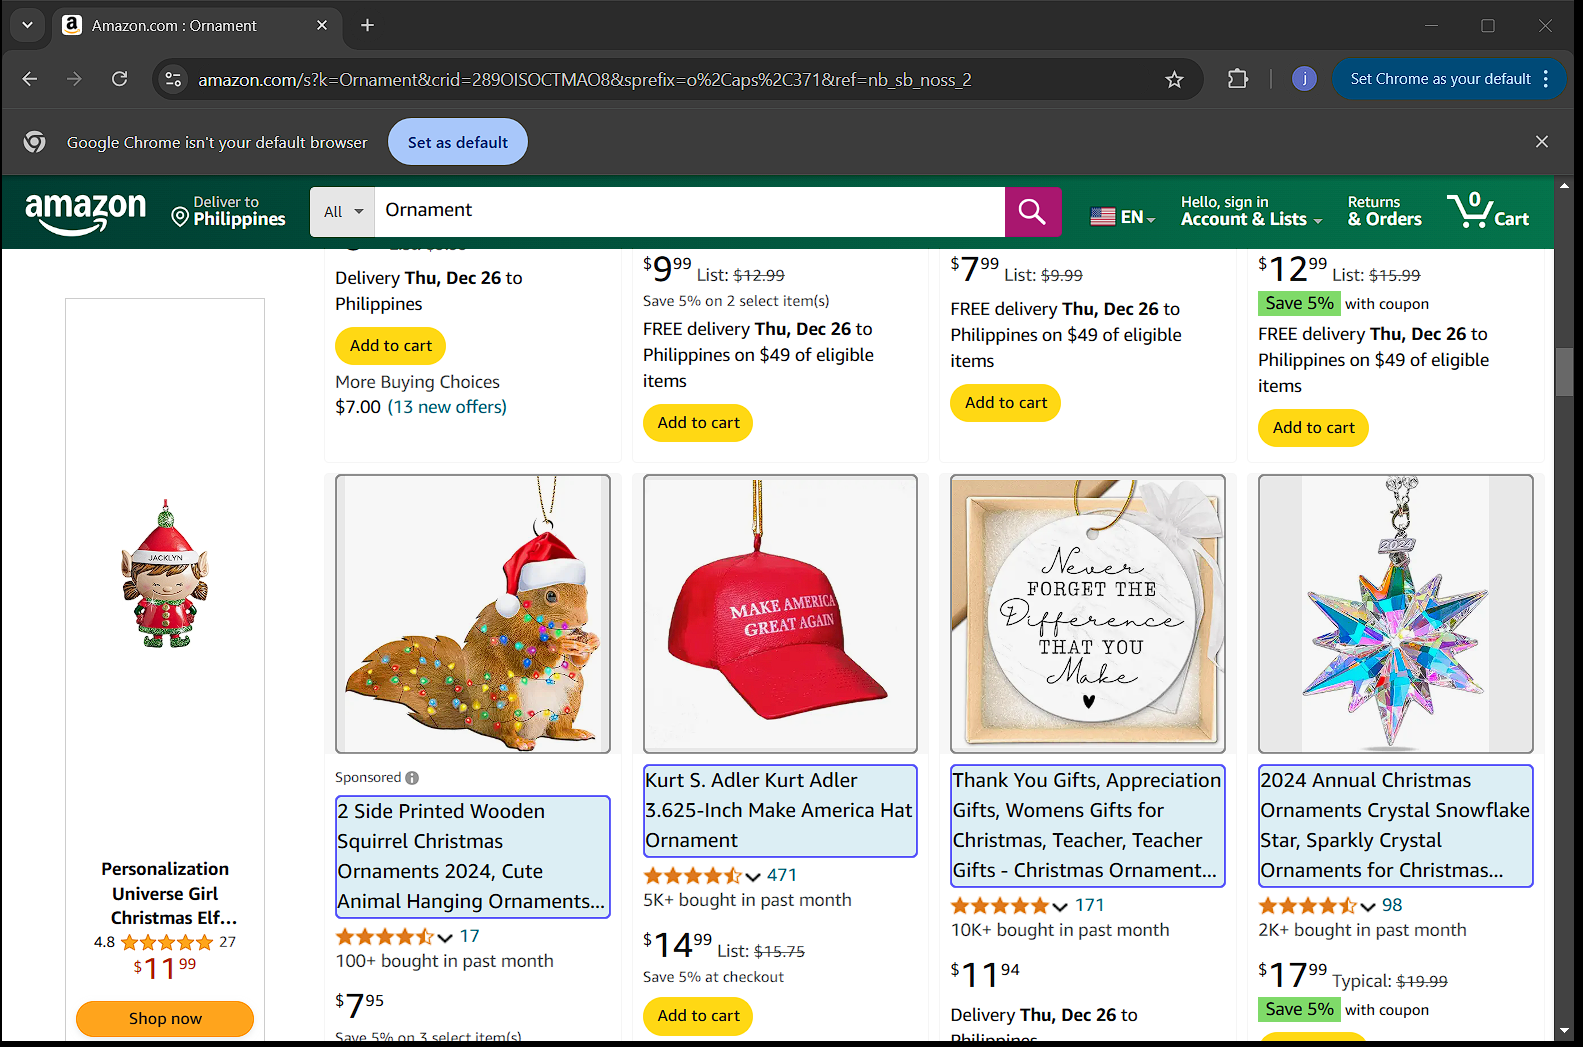 Amazon.com : Ornament
amazon.com/s?k=Ornament&crid=289OISOCTMAO8&sprefix=o%2Caps%2C371&ref=nb_sb_noss_2
j
Set Chrome as your default
Google Chrome isn't your default browser
Set as default
amazon
Deliver to
Philippines
All
Ornament
EN
Hello, sign in
Account & Lists
Returns
& Orders
0
Cart
Delivery Thu, Dec 26 to
Philippines
Add to cart
More Buying Choices
$7.00 (13 new offers)
$9.99 List: $12.99
Save 5% on 2 select item(s)
FREE delivery Thu, Dec 26 to
Philippines on $49 of eligible
items
Add to cart
$7.99 List: $9.99
FREE delivery Thu, Dec 26 to
Philippines on $49 of eligible
items
Add to cart
$12.99 List: $15.99
Save 5% with coupon
FREE delivery Thu, Dec 26 to
Philippines on $49 of eligible
items
Add to cart
JACKLYN
Personalization
Universe Girl
Christmas Elf...
4.8 27
$11.99
Shop now
Sponsored
2 Side Printed Wooden
Squirrel Christmas
Ornaments 2024, Cute
Animal Hanging Ornaments...
17
100+ bought in past month
$7.95
Save 5% on 3 select item(s)
MAKE AMERICA
GREAT AGAIN
Kurt S. Adler Kurt Adler
3.625-Inch Make America Hat
Ornament
471
5K+ bought in past month
$14.99 List: $15.75
Save 5% at checkout
Add to cart
Never
FORGET THE
Difference
THAT YOU
Make
Thank You Gifts, Appreciation
Gifts, Womens Gifts for
Christmas, Teacher, Teacher
Gifts - Christmas Ornament...
171
10K+ bought in past month
$11.94
Delivery Thu, Dec 26 to
Philippines
2024
2024 Annual Christmas
Ornaments Crystal Snowflake
Star, Sparkly Crystal
Ornaments for Christmas...
98
2K+ bought in past month
$17.99 Typical: $19.99
Save 5% with coupon